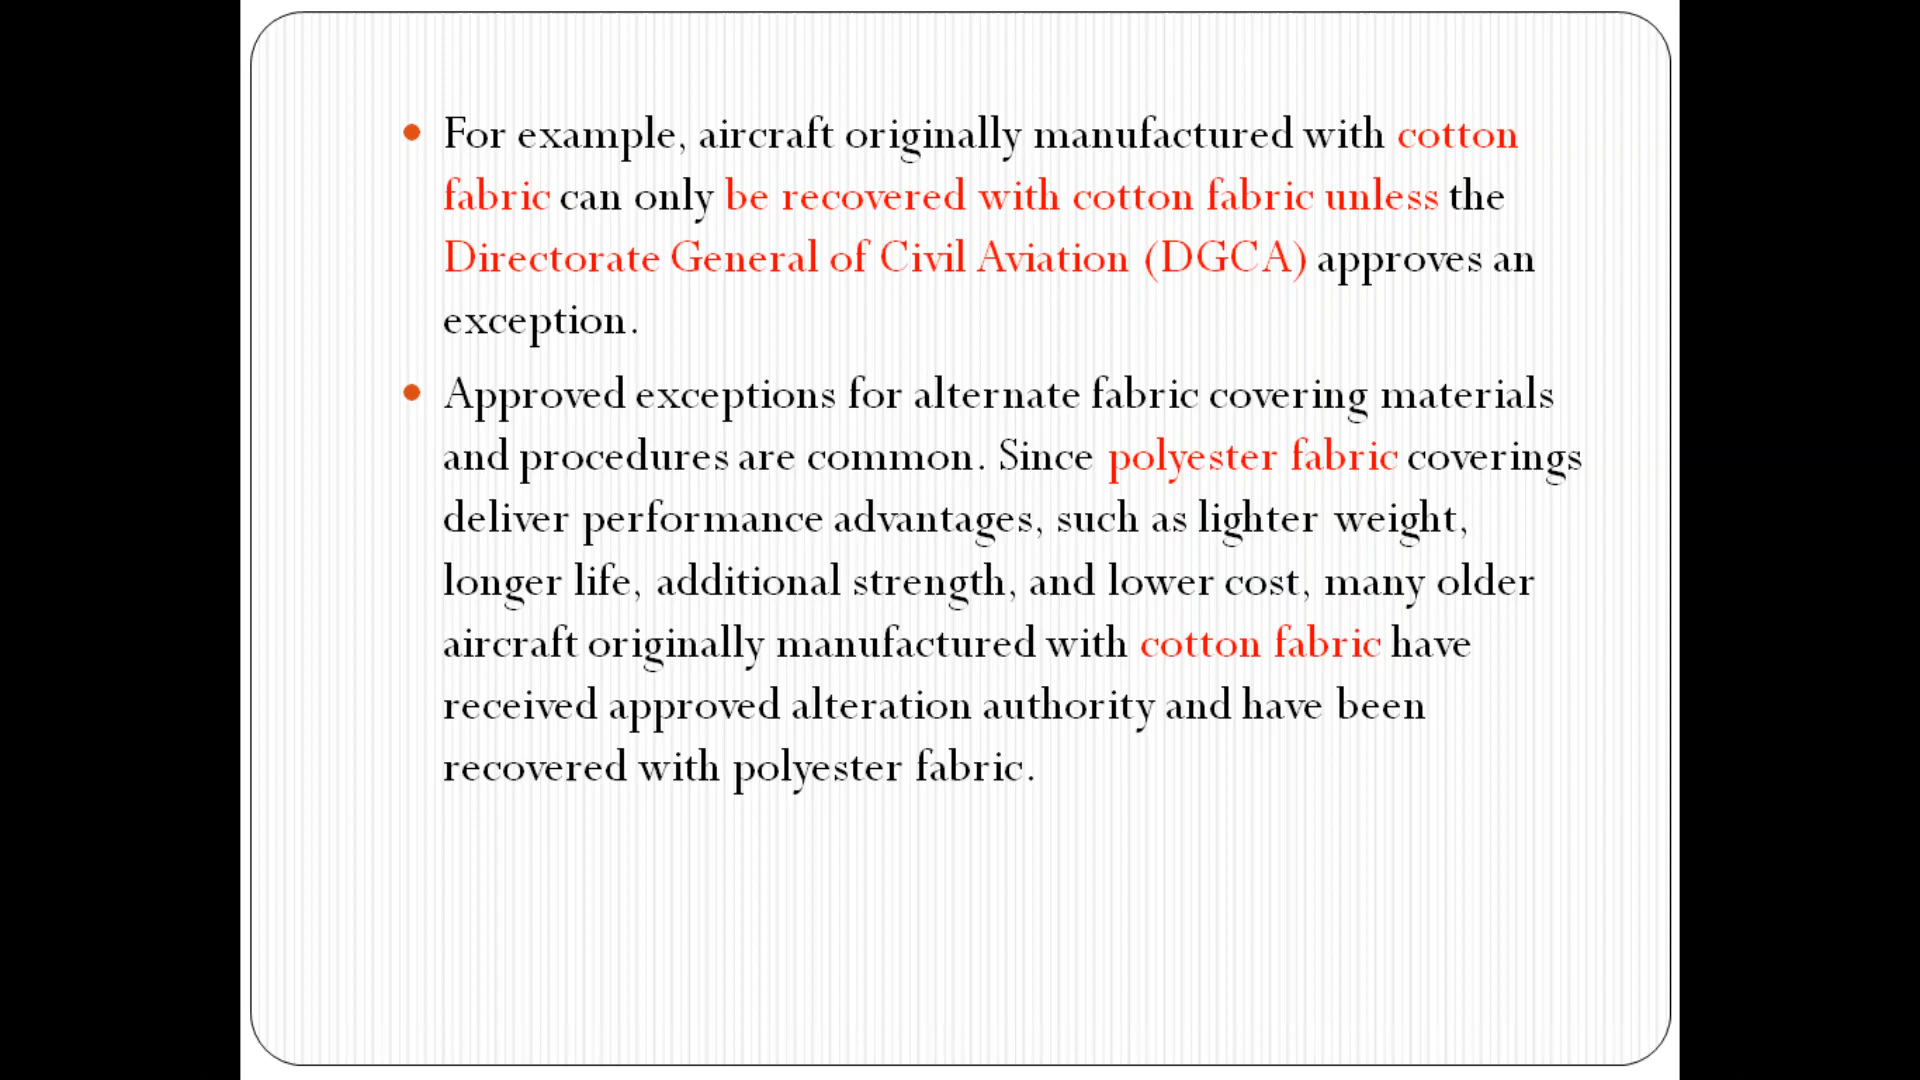 For example, aircraft originally manufactured with cotton
fabric can only be recovered with cotton fabric unless the
Directorate General of Civil Aviation (DGCA) approves an
exception.
Approved exceptions for alternate fabric covering materials
and procedures are common. Since polyester fabric coverings
deliver performance advantages, such as lighter weight,
longer life, additional strength, and lower cost, many older
aircraft originally manufactured with cotton fabric have
received approved alteration authority and have been
recovered with polyester fabric.